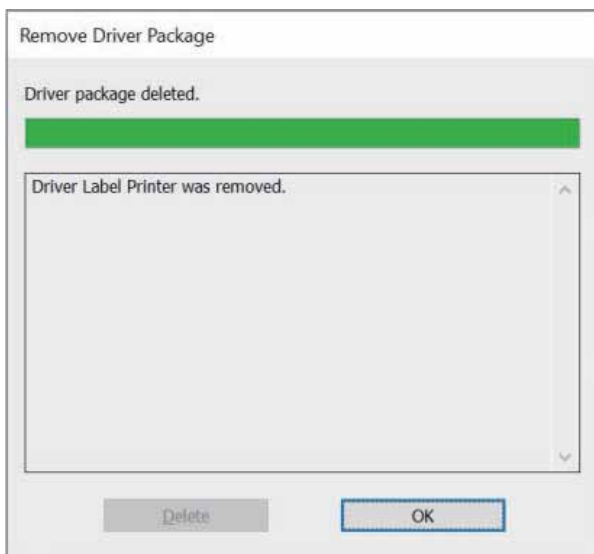 Remove Driver Package
Driver package deleted.
Driver Label Printer was removed.
Delete
OK